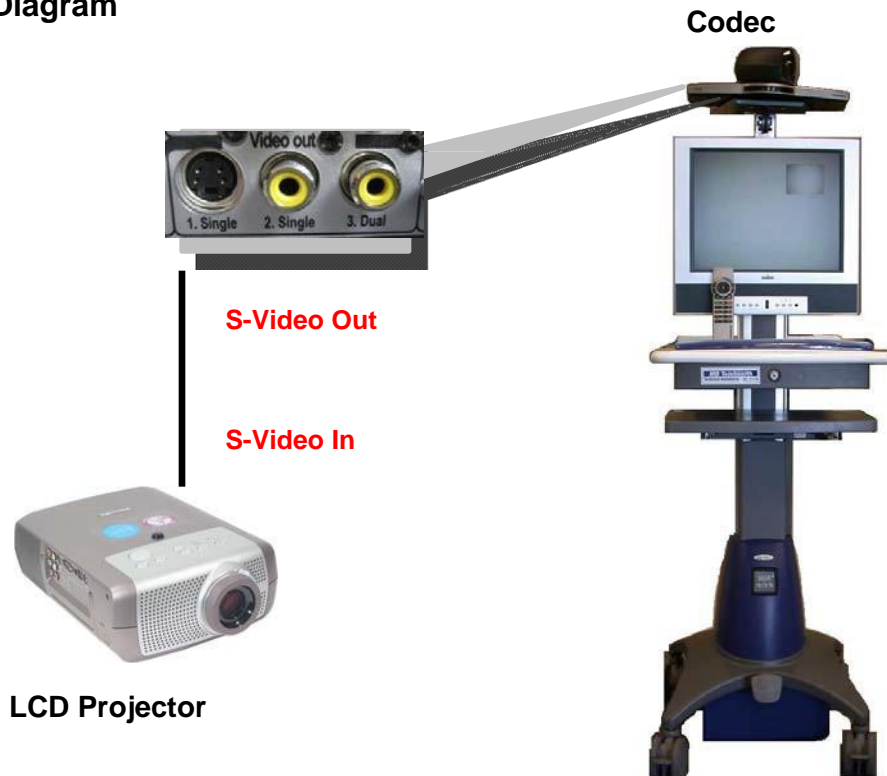 Diagram
Codec
Video out
1. Single
2. Single
3. Dual
S-Video Out
S-Video In
LCD Projector